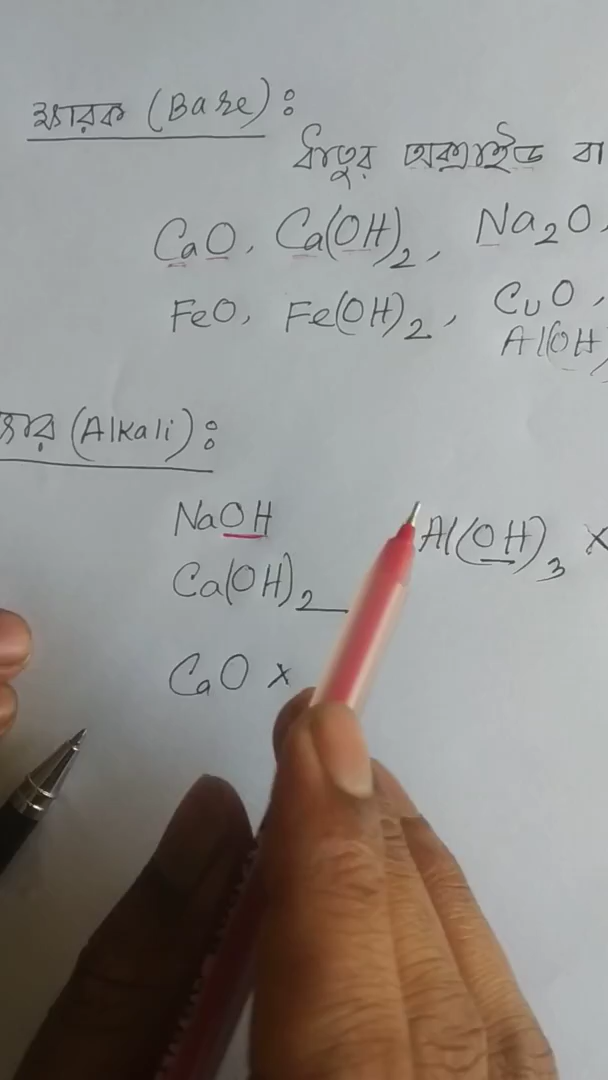 ক্ষারক (Base) :
ধাতুর অক্সাইড বা
CaO, Ca(OH)₂, Na₂O,
FeO, Fe(OH)₂, CuO,
Al(OH)
(Alkali) :
NaOH Al(OH)₃ ×
Ca(OH)₂
CaO ×